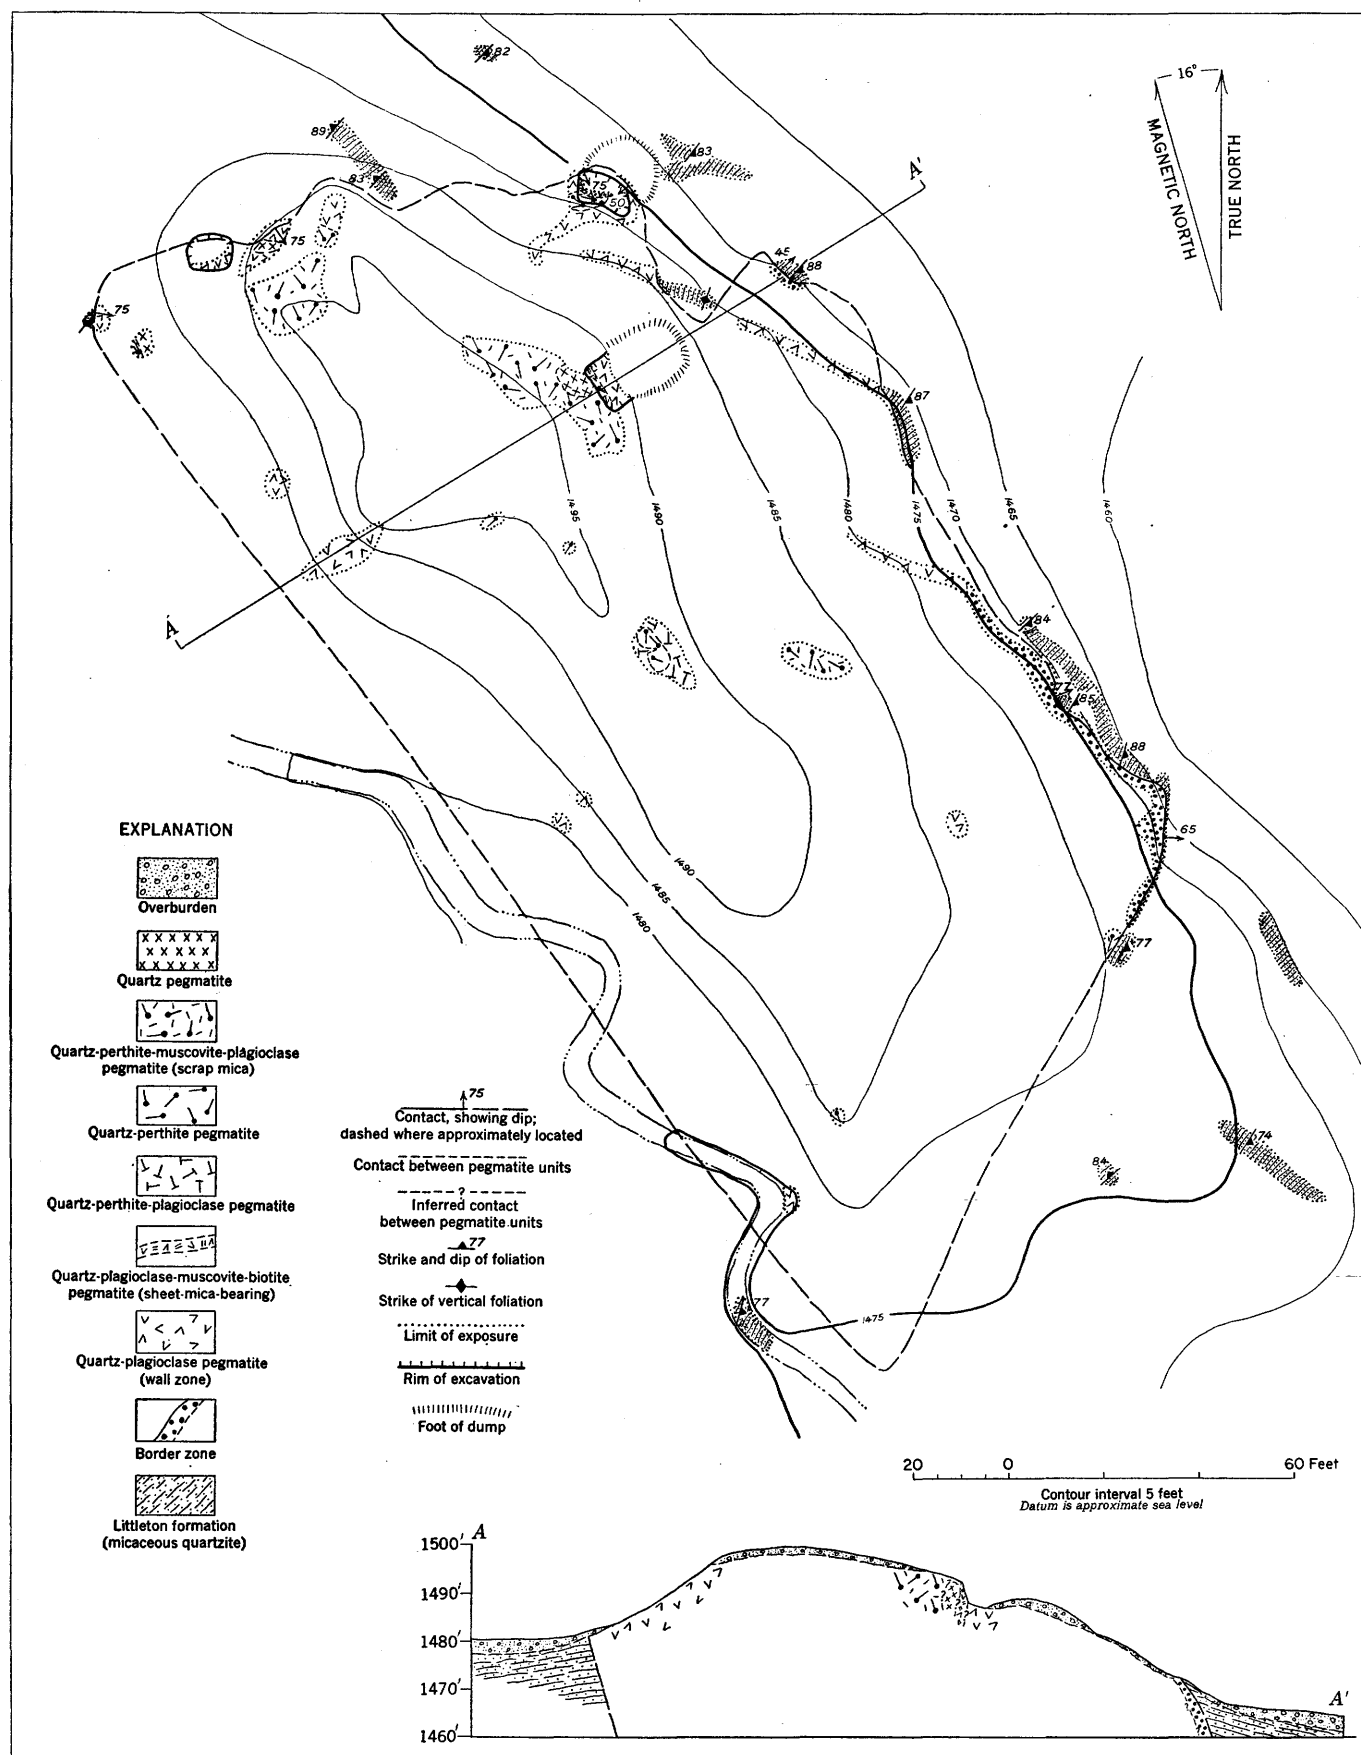 82
16°
MAGNETIC NORTH
TRUE NORTH
89
83
83
A'
75
50
75
45
88
75
87
1495
1490
1485
1480
1475
1470
1465
1460
A
84
77
85
88
65
1490
1485
1480
77
74
84
77
1475
EXPLANATION
Overburden
Quartz pegmatite
Quartz-perthite-muscovite-plagioclase
pegmatite (scrap mica)
Quartz-perthite pegmatite
Quartz-perthite-plagioclase pegmatite
Quartz-plagioclase-muscovite-biotite
pegmatite (sheet-mica-bearing)
Quartz-plagioclase pegmatite
(wall zone)
Border zone
Littleton formation
(micaceous quartzite)
75
Contact, showing dip;
dashed where approximately located
Contact between pegmatite units
?
Inferred contact
between pegmatite units
77
Strike and dip of foliation
Strike of vertical foliation
Limit of exposure
Rim of excavation
Foot of dump
20 0 60 Feet
Contour interval 5 feet
Datum is approximate sea level
1500' A
1490'
1480'
1470'
1460'
A'